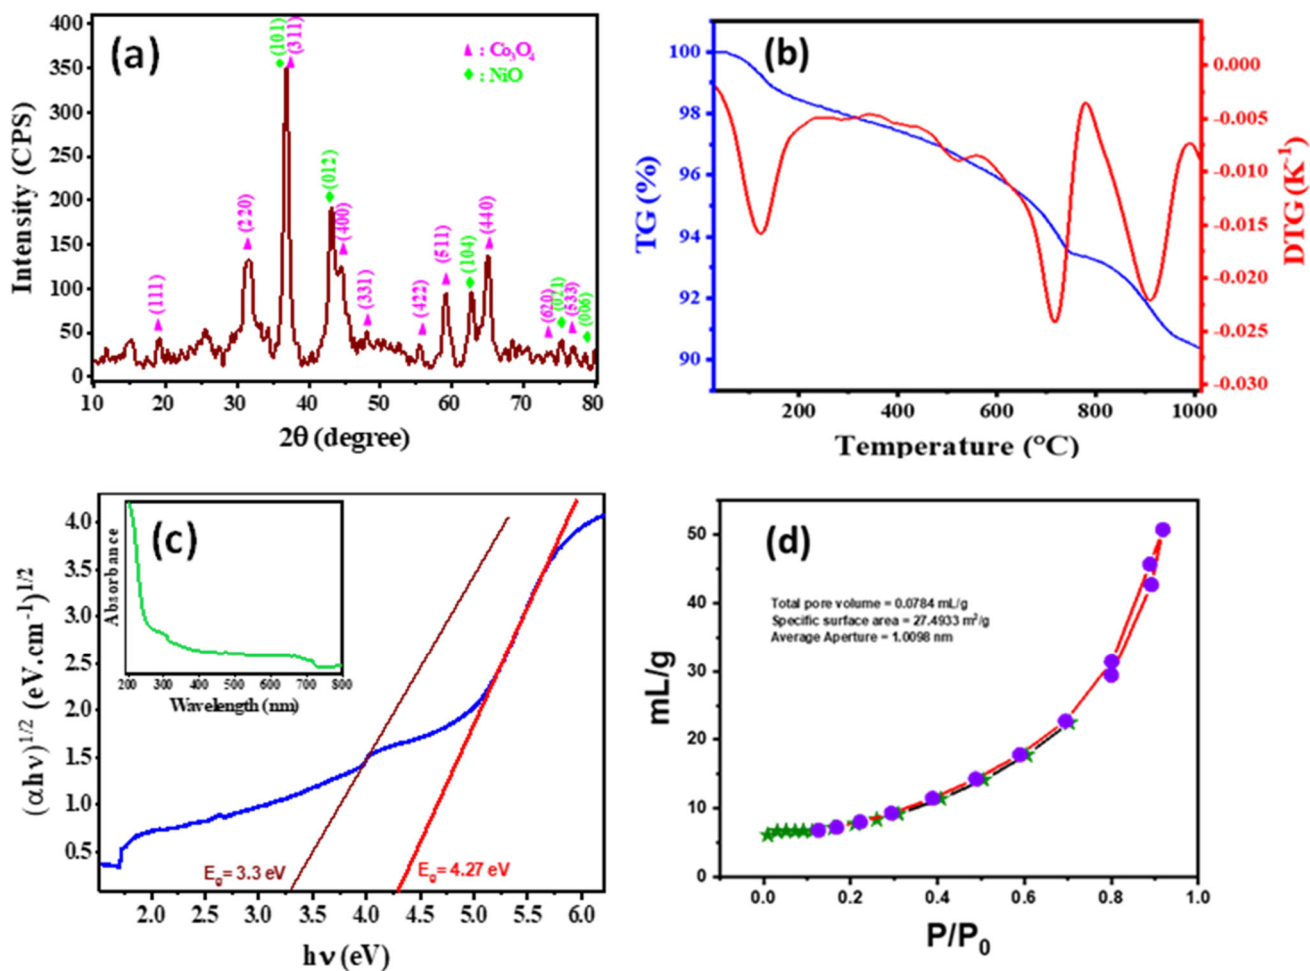 (a)
: Co₃O₄
: NiO
(101)
(311)
(012)
(400)
(220)
(111)
(331)
(422)
(511)
(104)
(440)
(620)
(021)
(533)
(006)
Intensity (CPS)
400
350
300
250
200
150
100
50
0
10 20 30 40 50 60 70 80
2θ (degree)
(b)
TG (%)
100
98
96
94
92
90
0.000
-0.005
-0.010
-0.015
-0.020
-0.025
-0.030
DTG (K⁻¹)
200 400 600 800 1000
Temperature (°C)
(c)
(αhν)1/2 (eV.cm-1)1/2
4.0
3.5
3.0
2.5
2.0
1.5
1.0
0.5
Absorbance
200 300 400 500 600 700 800
Wavelength (nm)
Eg= 3.3 eV
Eg= 4.27 eV
2.0 2.5 3.0 3.5 4.0 4.5 5.0 5.5 6.0
hν (eV)
(d)
Total pore volume = 0.0784 mL/g
Specific surface area = 27.4933 m²/g
Average Aperture = 1.0098 nm
mL/g
50
40
30
20
10
0
0.0 0.2 0.4 0.6 0.8 1.0
P/P₀